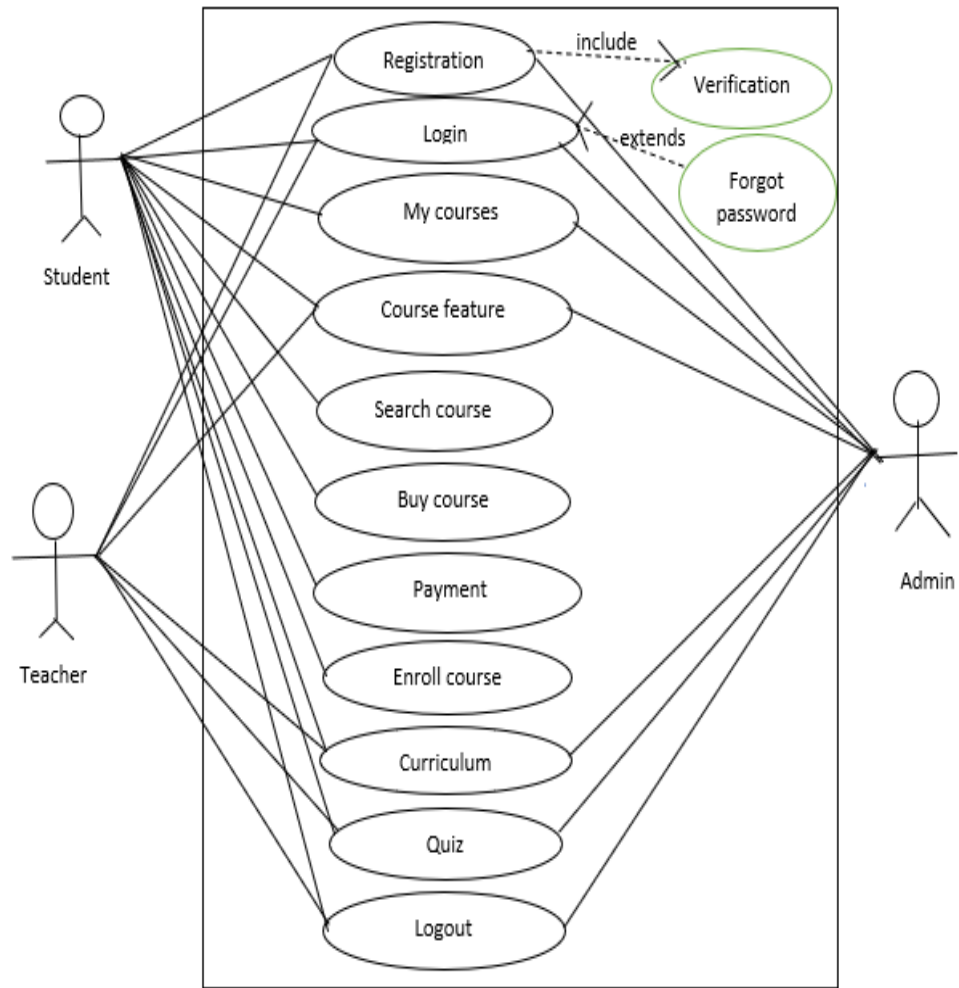 Registration
include
Verification
Login
extends
Forgot
password
My courses
Student
Course feature
Search course
Buy course
Payment
Admin
Teacher
Enroll course
Curriculum
Quiz
Logout